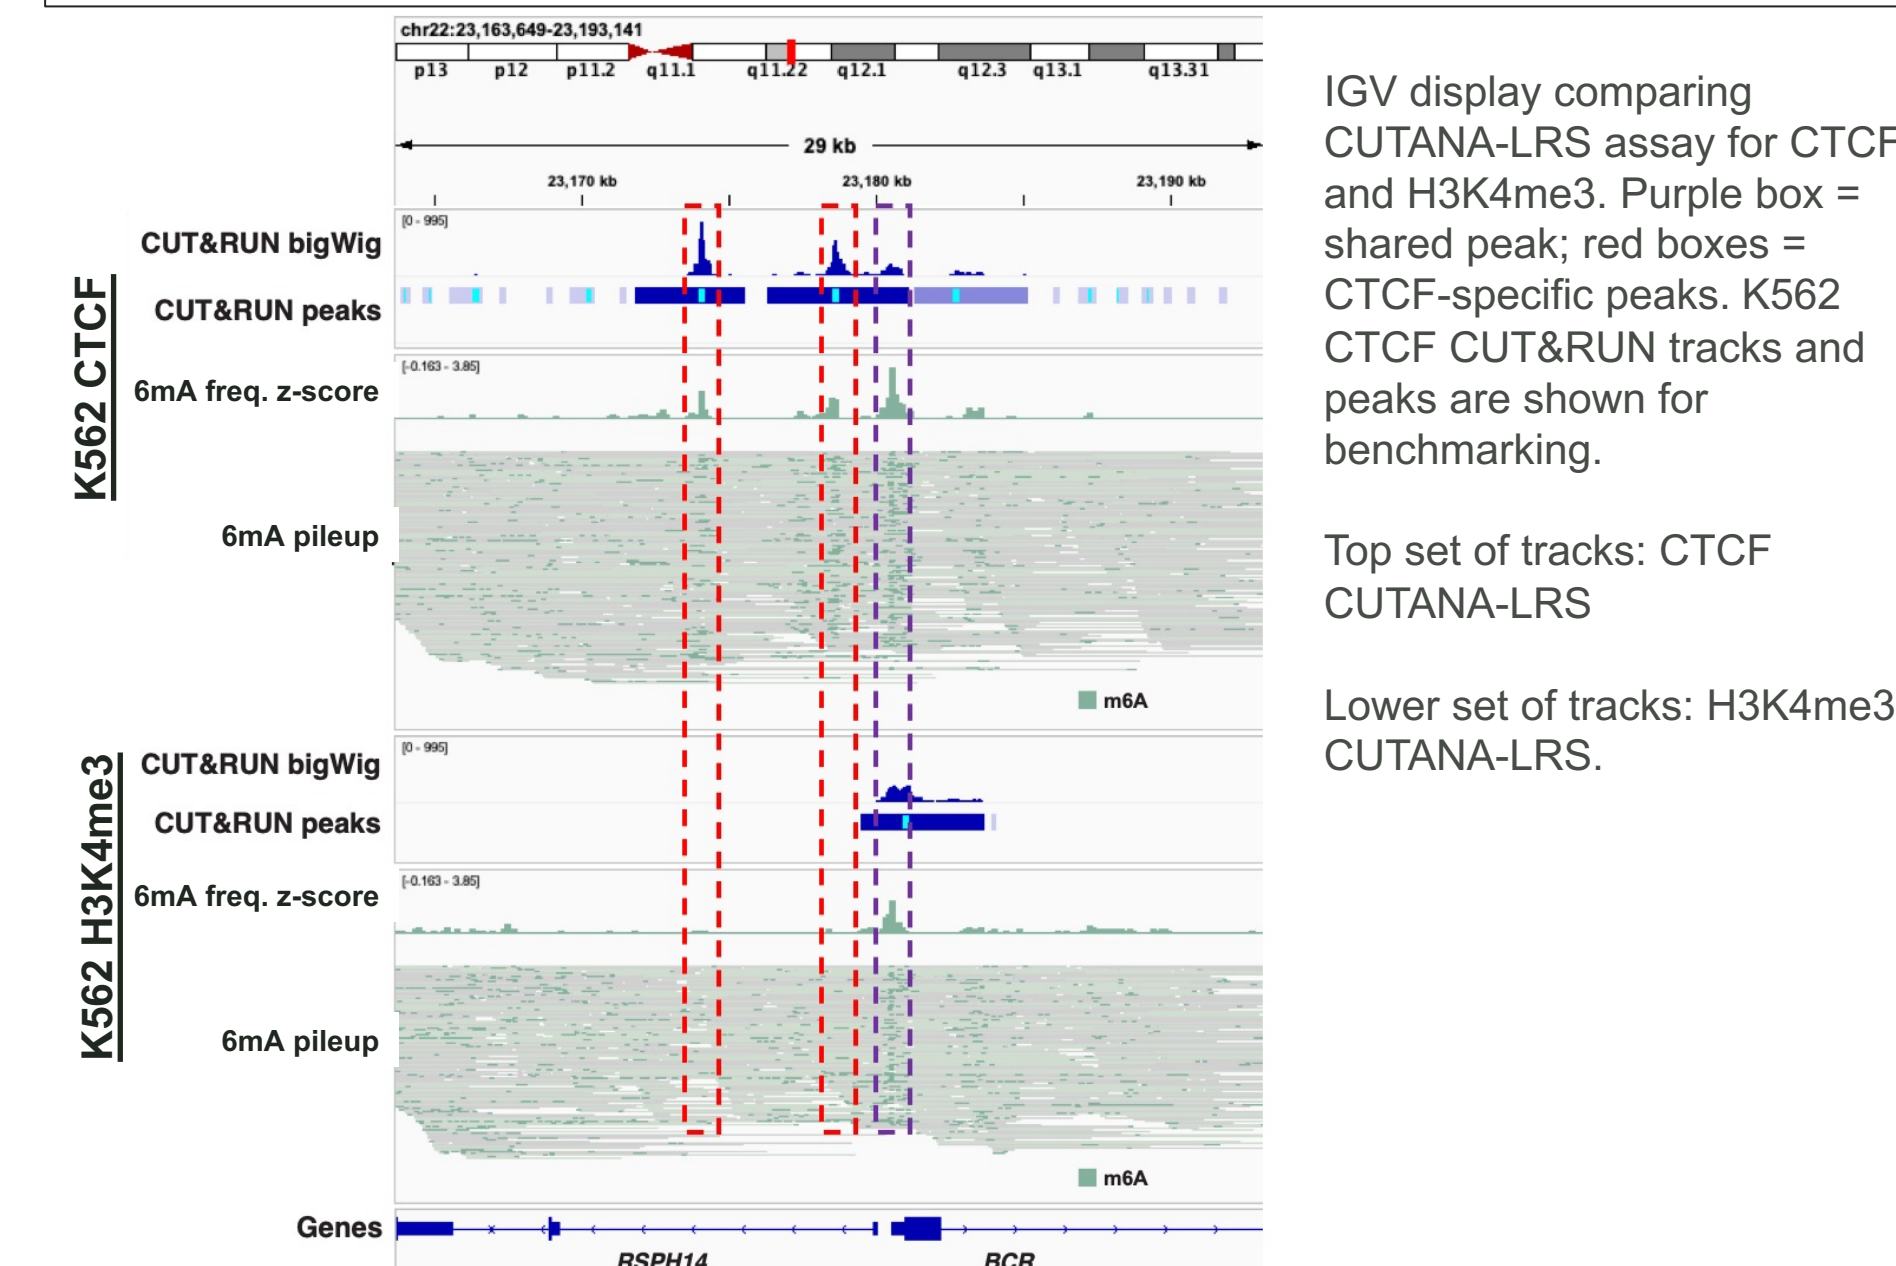 chr22:23,163,649-23,193,141
p13 p12 p11.2 q11.1 q11.22 q12.1 q12.3 q13.1 q13.31
29 kb
23,170 kb 23,180 kb 23,190 kb
K562 CTCF
[0 - 995]
CUT&RUN bigWig
CUT&RUN peaks
[-0.163 - 3.85]
6mA freq. z-score
6mA pileup
m6A
K562 H3K4me3
[0 - 995]
CUT&RUN bigWig
CUT&RUN peaks
[-0.163 - 3.85]
6mA freq. z-score
6mA pileup
m6A
Genes
RSPH14 BCR
IGV display comparing
CUTANA-LRS assay for CTCF
and H3K4me3. Purple box =
shared peak; red boxes =
CTCF-specific peaks. K562
CTCF CUT&RUN tracks and
peaks are shown for
benchmarking.
Top set of tracks: CTCF
CUTANA-LRS
Lower set of tracks: H3K4me3
CUTANA-LRS.